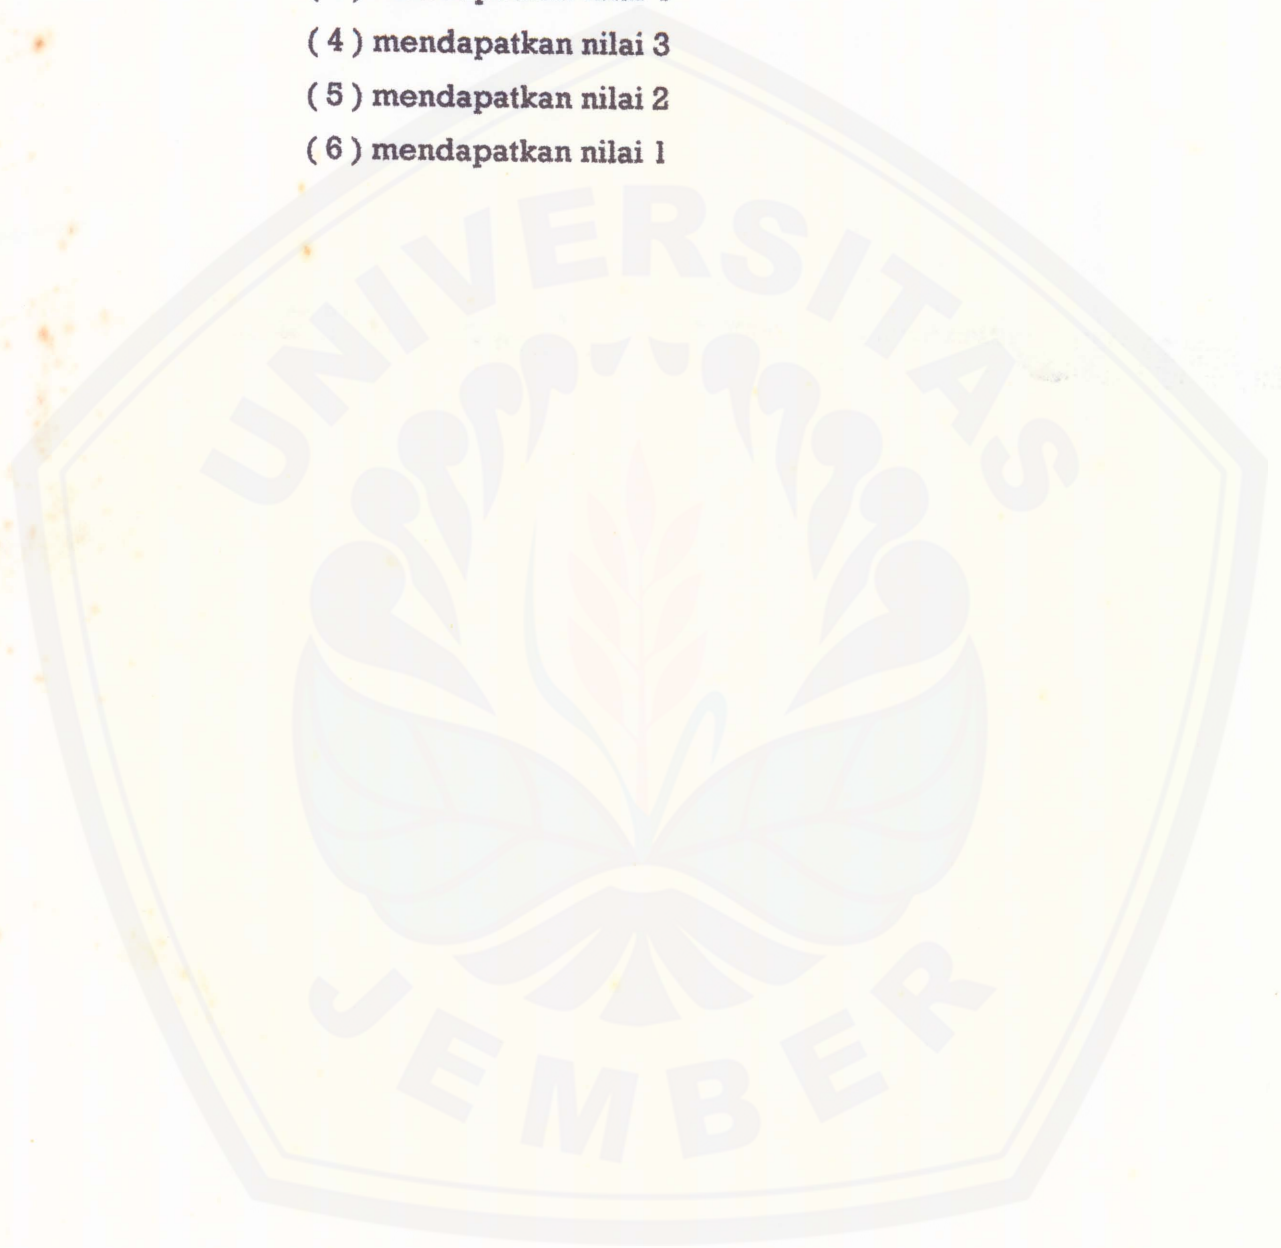 ( 4 ) mendapatkan nilai 3
( 5 ) mendapatkan nilai 2
( 6 ) mendapatkan nilai 1
UNIVERSITAS
JEMBER